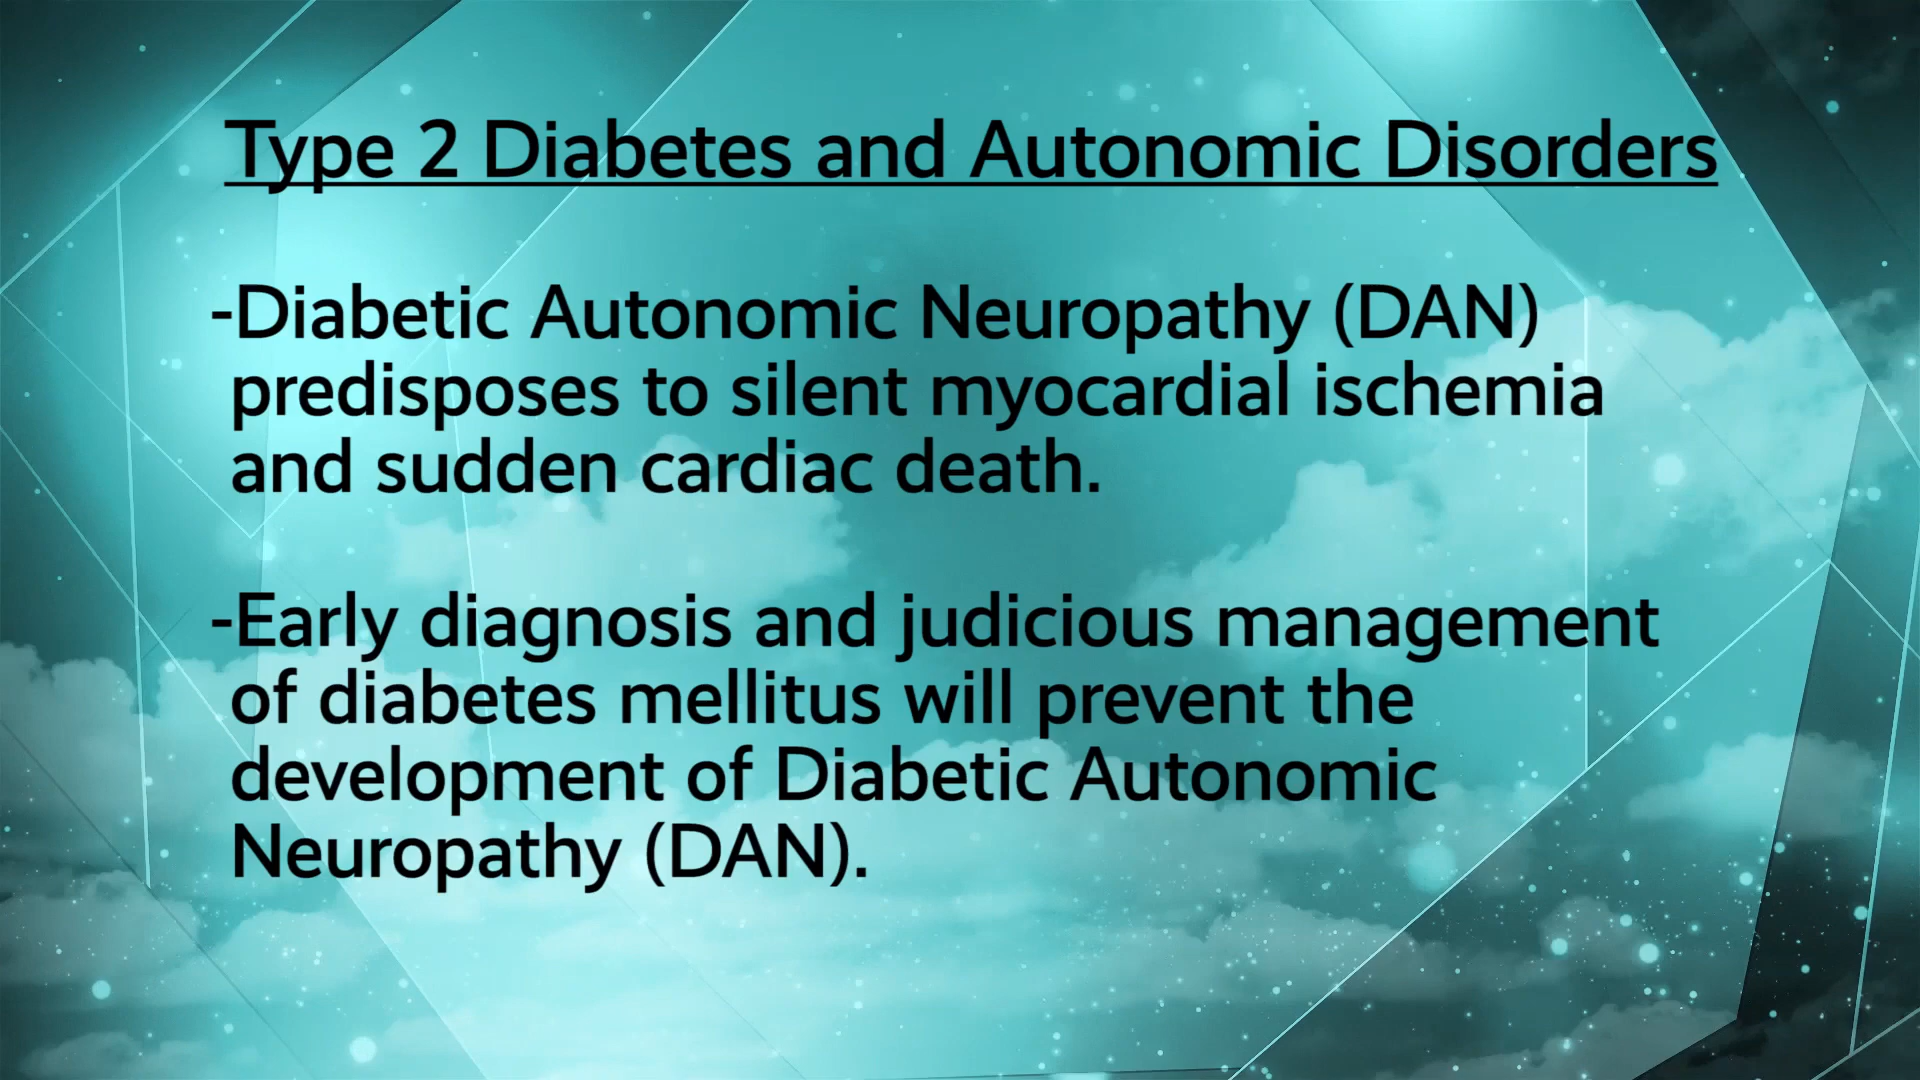 Type 2 Diabetes and Autonomic Disorders
-Diabetic Autonomic Neuropathy (DAN)
predisposes to silent myocardial ischemia
and sudden cardiac death.
-Early diagnosis and judicious management
of diabetes mellitus will prevent the
development of Diabetic Autonomic
Neuropathy (DAN).